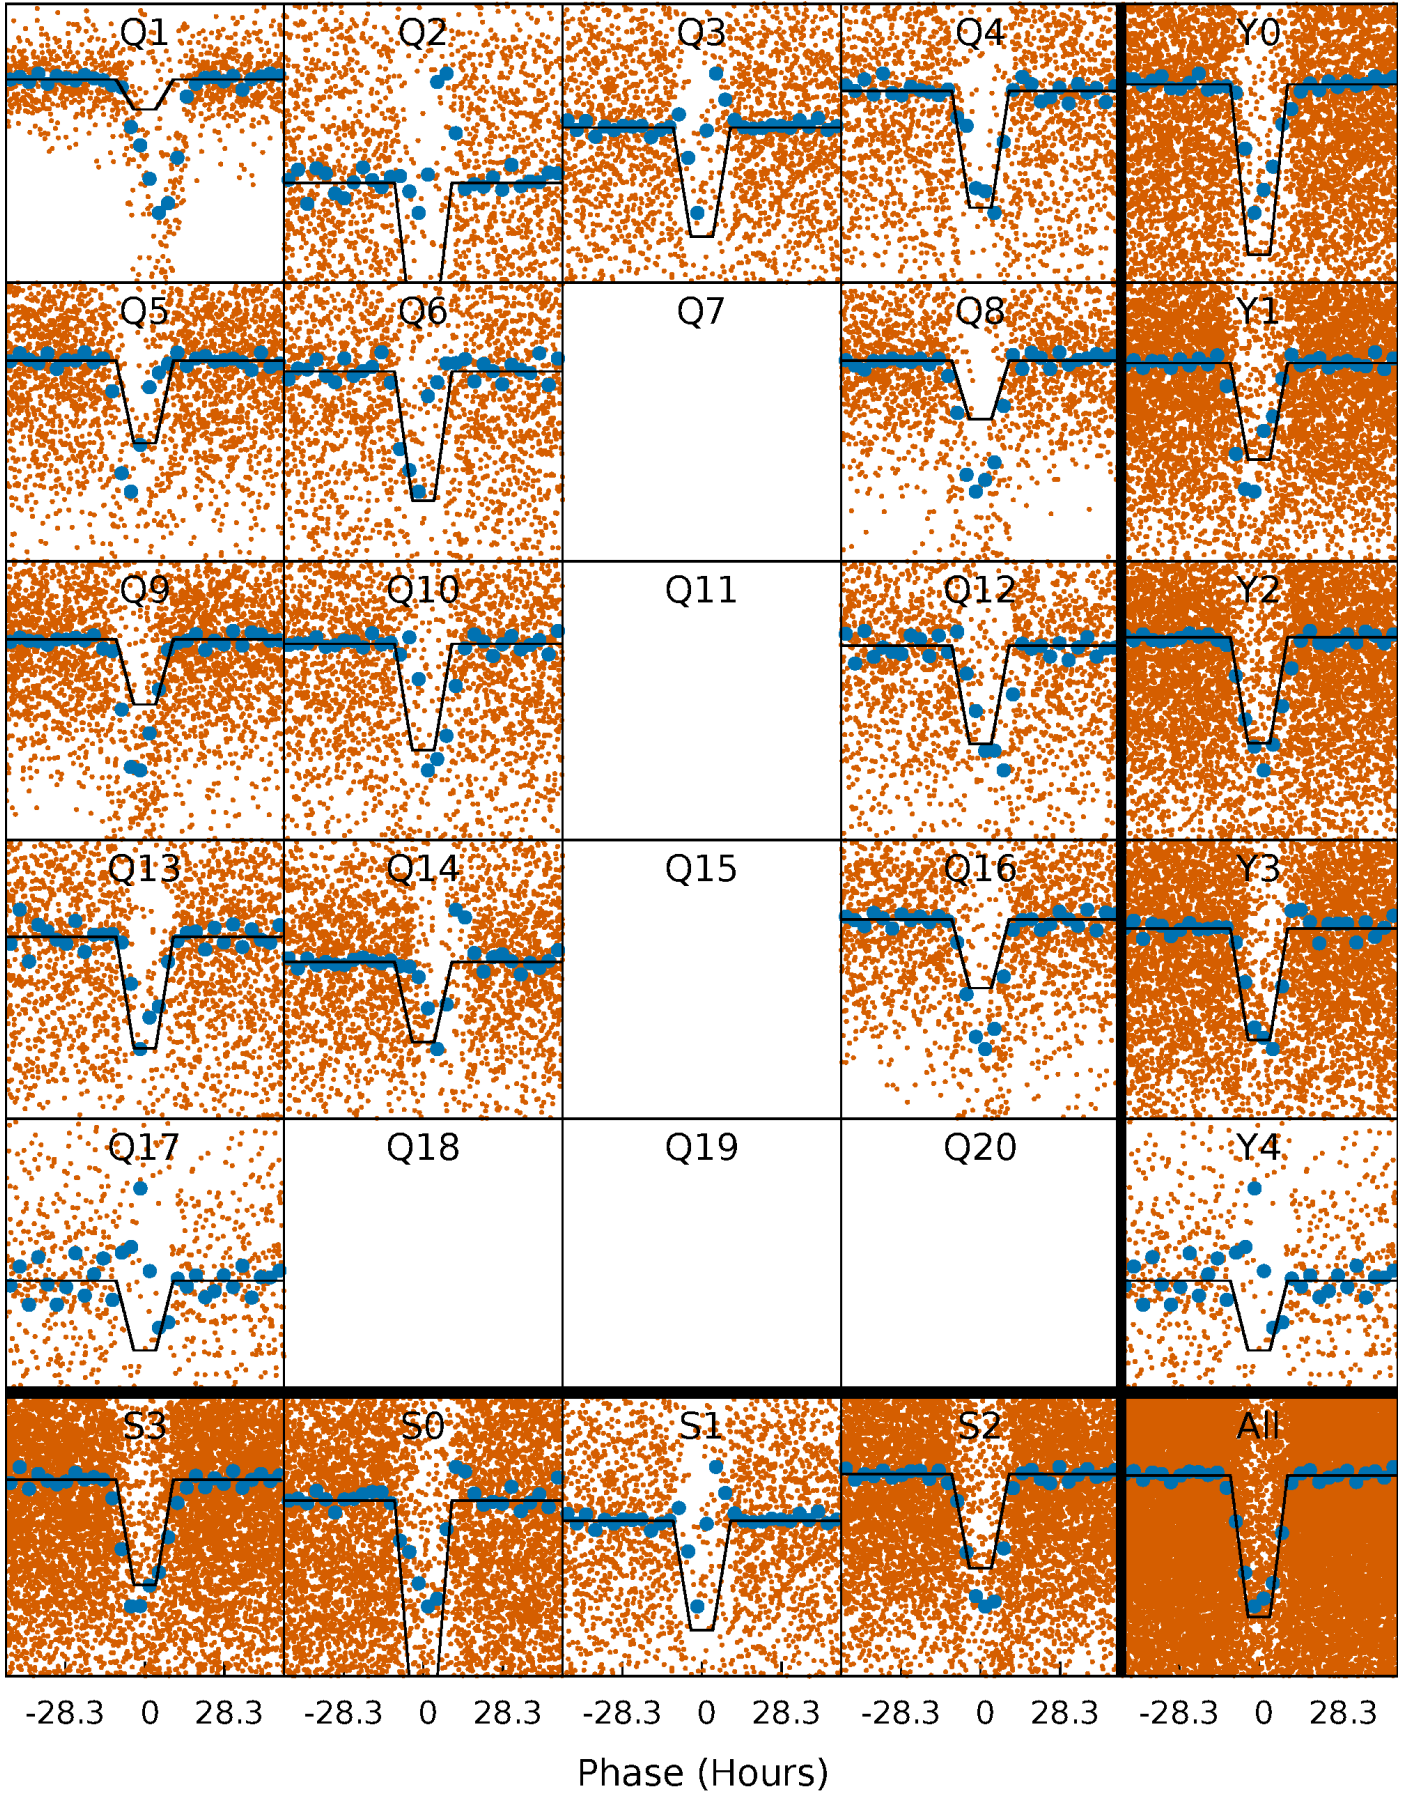 Q1 Q2 Q3 Q4 Y0
Q5 Q6 Q7 Q8 Y1
Q9 Q10 Q11 Q12 Y2
Q13 Q14 Q15 Q16 Y3
Q17 Q18 Q19 Q20 Y4
S3 S0 S1 S2 All
-28.3 0 28.3 -28.3 0 28.3 -28.3 0 28.3 -28.3 0 28.3 -28.3 0 28.3
Phase (Hours)